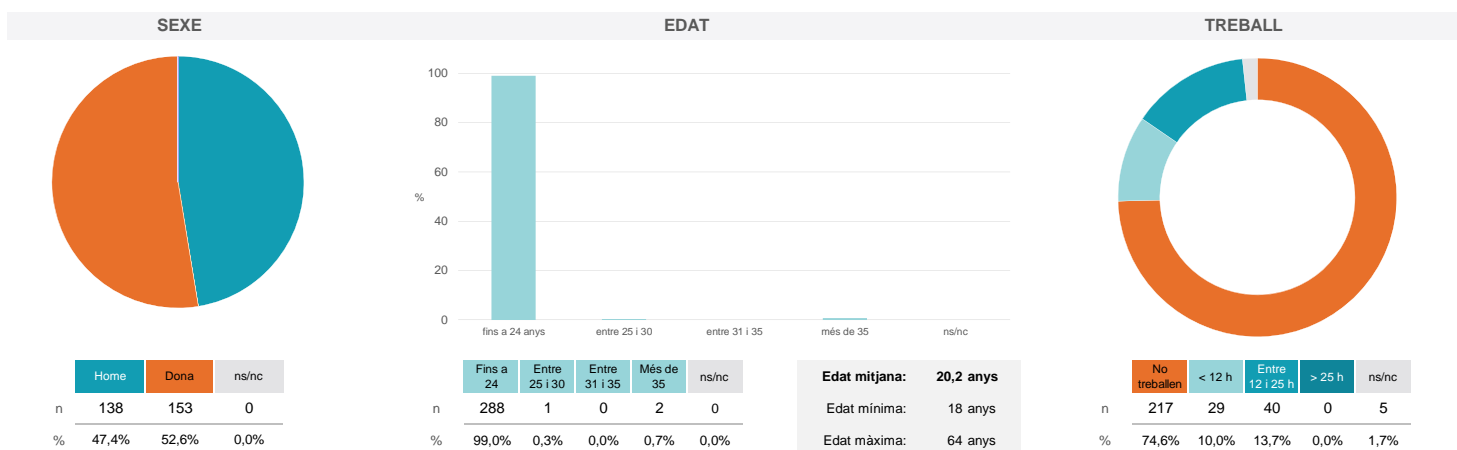 SEXE
EDAT
TREBALL
100
80
60
%
40
20
0
fins a 24 anys
entre 25 i 30
entre 31 i 35
més de 35
ns/nc
Home Dona ns/nc
n 138 153 0
% 47,4% 52,6% 0,0%
Fins a 24 Entre 25 i 30 Entre 31 i 35 Més de 35 ns/nc
n 288 1 0 2 0
% 99,0% 0,3% 0,0% 0,7% 0,0%
Edat mitjana: 20,2 anys
Edat mínima: 18 anys
Edat màxima: 64 anys
No treballen < 12 h Entre 12 i 25 h > 25 h ns/nc
n 217 29 40 0 5
% 74,6% 10,0% 13,7% 0,0% 1,7%